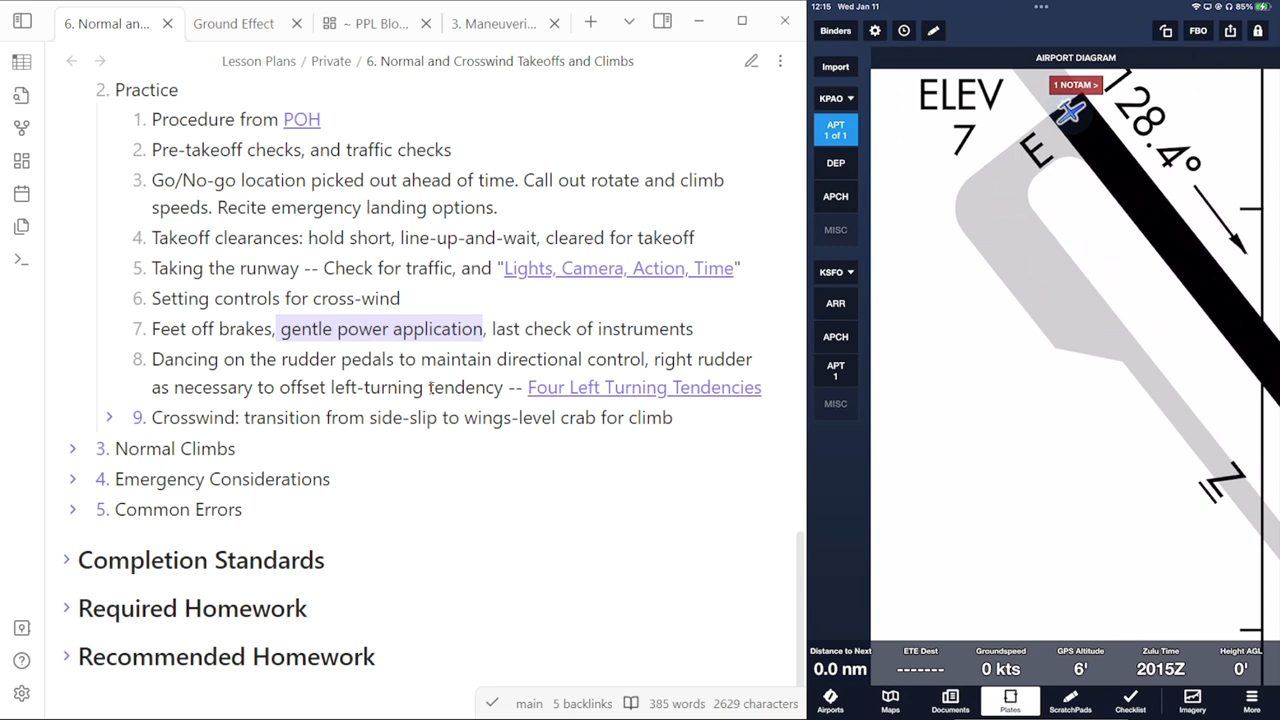 6. Normal an...
Ground Effect
~ PPL Blo...
3. Maneuveri...
Lesson Plans / Private / 6. Normal and Crosswind Takeoffs and Climbs
2. Practice
1. Procedure from POH
2. Pre-takeoff checks, and traffic checks
3. Go/No-go location picked out ahead of time. Call out rotate and climb
speeds. Recite emergency landing options.
4. Takeoff clearances: hold short, line-up-and-wait, cleared for takeoff
5. Taking the runway -- Check for traffic, and "Lights, Camera, Action, Time"
6. Setting controls for cross-wind
7. Feet off brakes, gentle power application, last check of instruments
8. Dancing on the rudder pedals to maintain directional control, right rudder
as necessary to offset left-turning tendency -- Four Left Turning Tendencies
9. Crosswind: transition from side-slip to wings-level crab for climb
3. Normal Climbs
4. Emergency Considerations
5. Common Errors
Completion Standards
Required Homework
Recommended Homework
main
5 backlinks
385 words
2629 characters
12:15 Wed Jan 11
85%
Binders
FBO
AIRPORT DIAGRAM
Import
KPAO
APT
1 of 1
DEP
APCH
MISC
KSFO
ARR
APCH
APT
1
MISC
1 NOTAM >
ELEV
7
128.4°
E
Z
Distance to Next
0.0 nm
ETE Dest
-------
Groundspeed
0 kts
GPS Altitude
6'
Zulu Time
2015Z
Height AGL
0'
Airports
Maps
Documents
Plates
ScratchPads
Checklist
Imagery
More